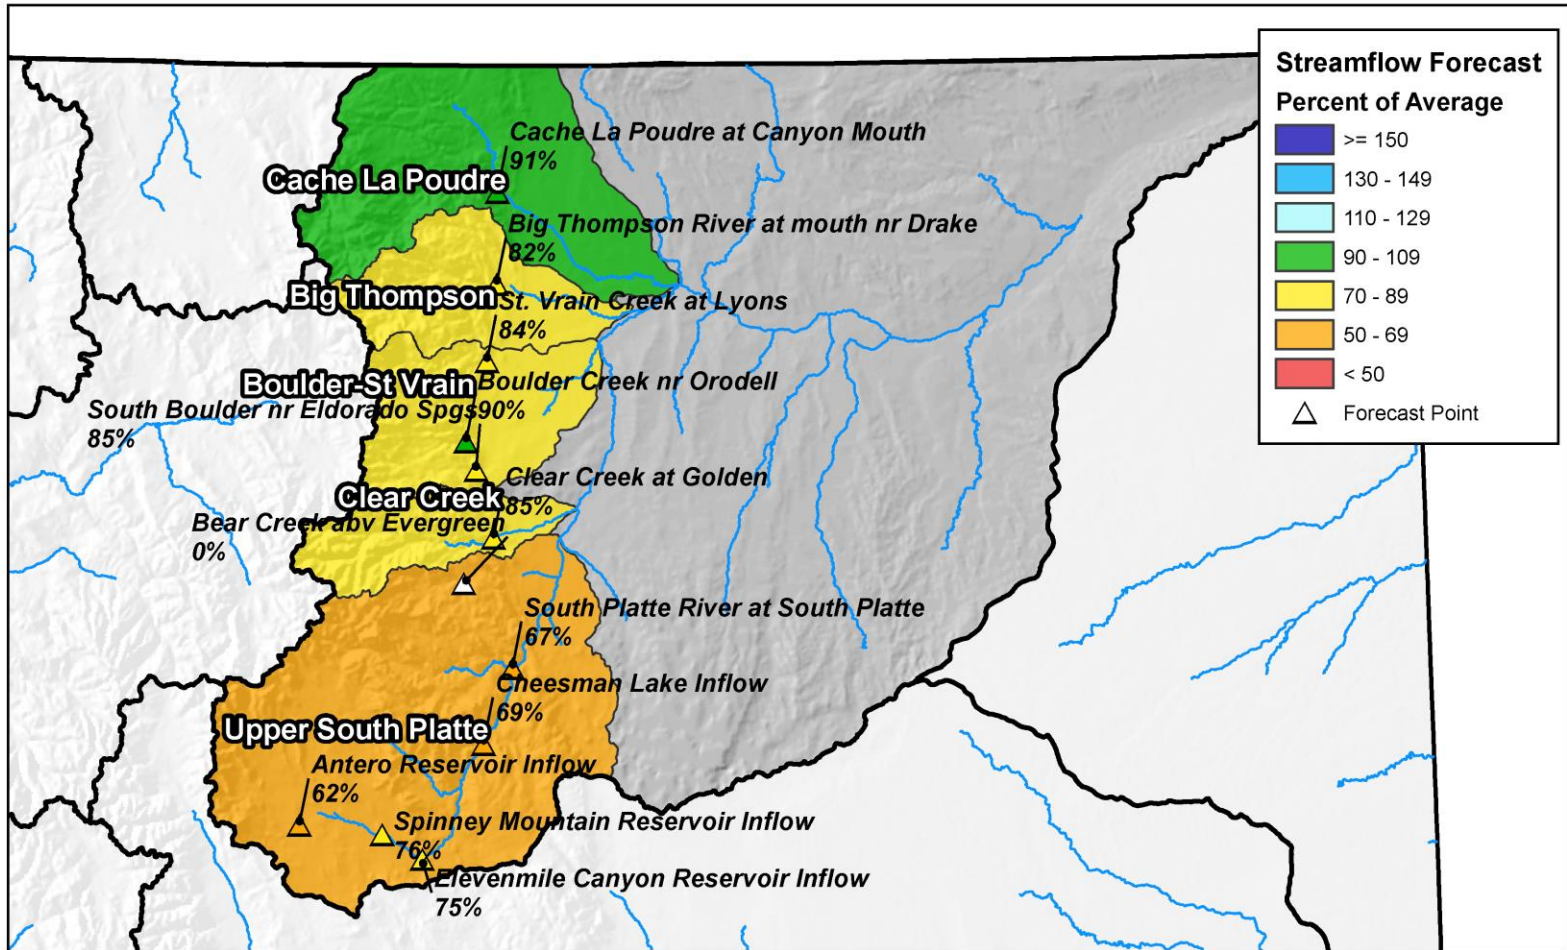 Streamflow Forecast
Percent of Average
>= 150
130 - 149
110 - 129
90 - 109
70 - 89
50 - 69
< 50
Forecast Point
Cache La Poudre at Canyon Mouth
91%
Cache La Poudre
Big Thompson River at mouth nr Drake
82%
Big Thompson
St. Vrain Creek at Lyons
84%
Boulder-St Vrain
Boulder Creek nr Orodell
90%
South Boulder nr Eldorado Spgs
85%
Clear Creek at Golden
85%
Clear Creek
Bear Creek abv Evergreen
0%
South Platte River at South Platte
67%
Cheesman Lake Inflow
69%
Upper South Platte
Antero Reservoir Inflow
62%
Spinney Mountain Reservoir Inflow
76%
Elevenmile Canyon Reservoir Inflow
75%